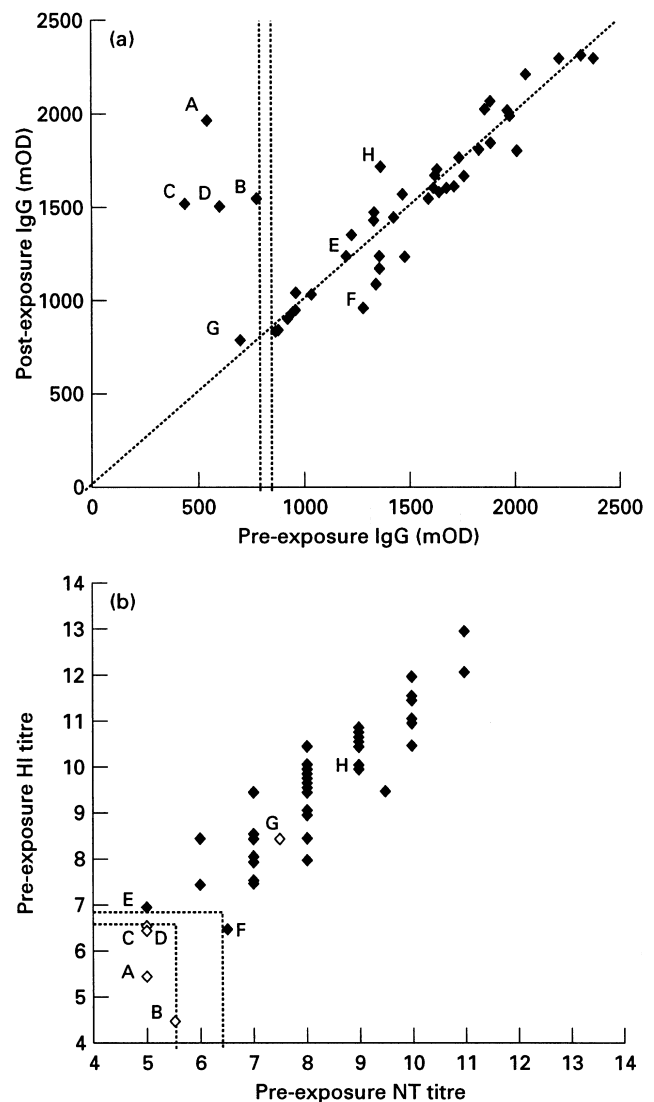 (a)
Post-exposure IgG (mOD)
2500
2000
1500
1000
500
0
A
H
C D B
E
F
G
0 500 1000 1500 2000 2500
Pre-exposure IgG (mOD)
(b)
Pre-exposure HI titre
14
13
12
11
10
9
8
7
6
5
4
H
G
E
F
C D
A
B
4 5 6 7 8 9 10 11 12 13 14
Pre-exposure NT titre